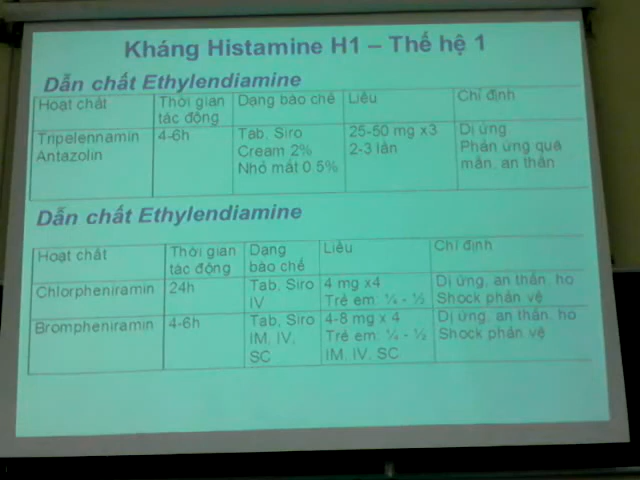 Kháng Histamine H1 – Thế hệ 1
Dẫn chất Ethylendiamine
Hoạt chất Thời gian tác động Dạng bào chế Liều Chỉ định
Tripelennamin Antazolin 4-6h Tab, Siro Cream 2% Nhỏ mắt 0.5% 25-50 mg x3 2-3 lần Dị ứng Phản ứng quá mẫn, an thần
Dẫn chất Ethylendiamine
Hoạt chất Thời gian tác động Dạng bào chế Liều Chỉ định
Chlorpheniramin 24h Tab, Siro IV 4 mg x4 Trẻ em: ¼ - ½ Dị ứng, an thần, ho Shock phản vệ
Brompheniramin 4-6h Tab, Siro IM, IV, SC 4-8 mg x 4 Trẻ em: ¼ - ½ IM, IV, SC Dị ứng, an thần, ho Shock phản vệ